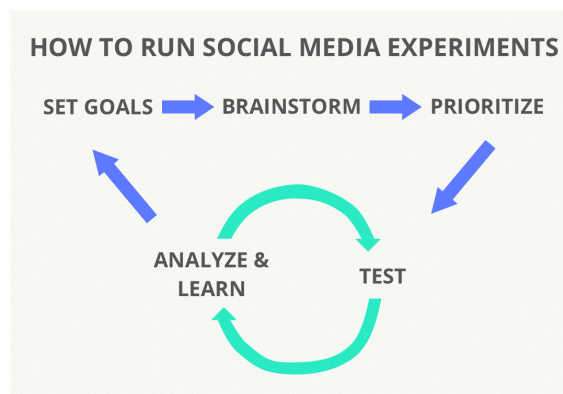 HOW TO RUN SOCIAL MEDIA EXPERIMENTS
SET GOALS
BRAINSTORM
PRIORITIZE
ANALYZE &
LEARN
TEST